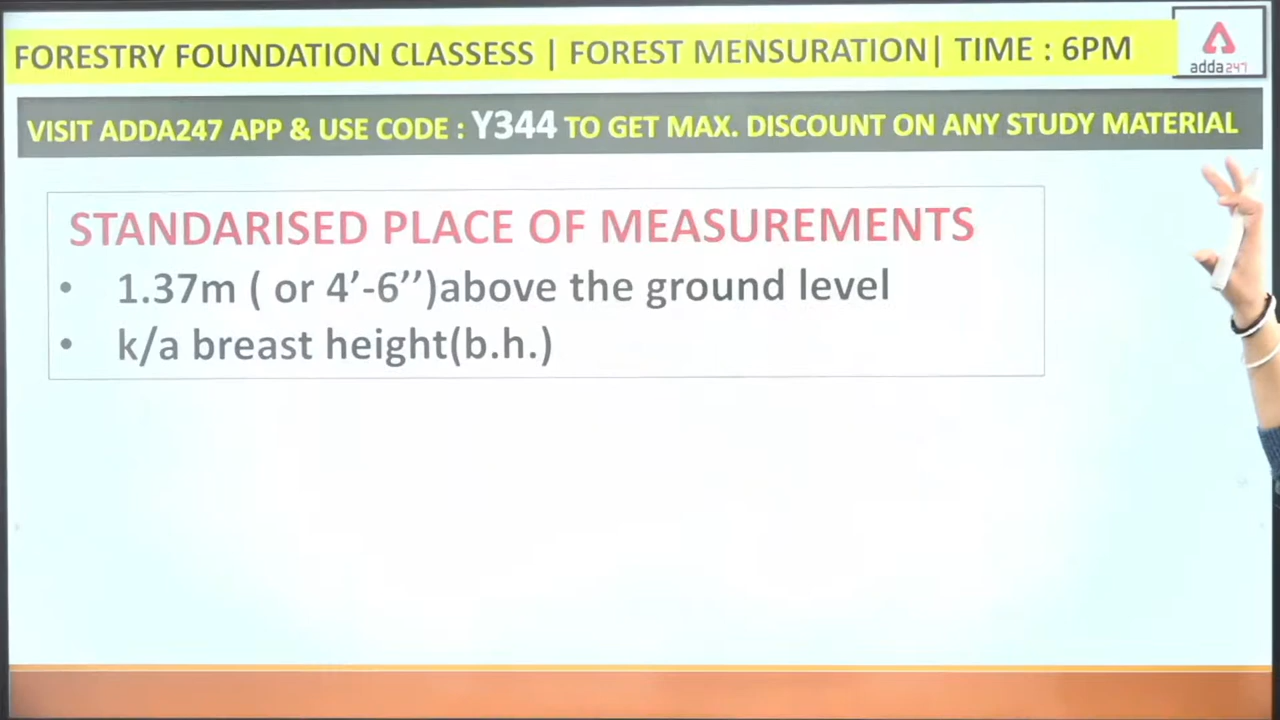 FORESTRY FOUNDATION CLASSESS | FOREST MENSURATION| TIME : 6PM
adda247
VISIT ADDA247 APP & USE CODE : Y344 TO GET MAX. DISCOUNT ON ANY STUDY MATERIAL
STANDARISED PLACE OF MEASUREMENTS
• 1.37m ( or 4’-6’’)above the ground level
• k/a breast height(b.h.)